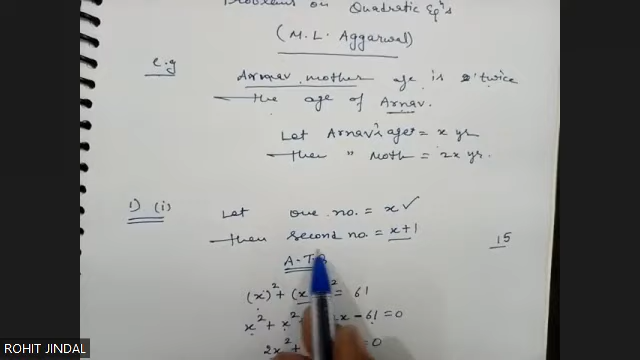 Problems on Quadratic Eqⁿs
(M. L. Aggarwal)
e.g Arnav mother age is twice
the age of Arnav.
Let Arnav's age = x yr
then " moth = 2x yr.
1) (i) Let one no. = x ✓
then second no. = x+1
15
A.T.Q
(x)² + (x ² = 61
x² + x² + x - 61 = 0
2x² + = 0
ROHIT JINDAL